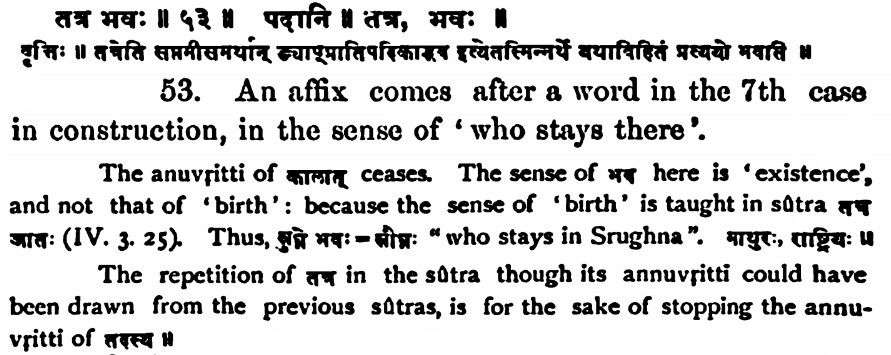 तत्र भवः ॥ ५३ ॥ पदानि ॥ तत्र, भवः ॥
वृत्तिः ॥ तत्रेति सप्तमीसमर्थान् ङ्याप्प्रातिपदिकाद्भव इत्येतस्मिन्नर्थे यथाविहितं प्रत्ययो भवति ॥
53. An affix comes after a word in the 7th case
in construction, in the sense of ‘who stays there’.
The anuvṛitti of कालात् ceases. The sense of भव here is ‘existence’,
and not that of ‘birth’: because the sense of ‘birth’ is taught in sûtra तत्र
जातः (IV. 3. 25). Thus, स्रुघ्ने भवः = स्रौघ्नः “who stays in Srughna”. माथुरः, राष्ट्रियः ॥
The repetition of तत्र in the sûtra though its annuvṛitti could have
been drawn from the previous sûtras, is for the sake of stopping the annu-
vṛitti of तदस्य ॥